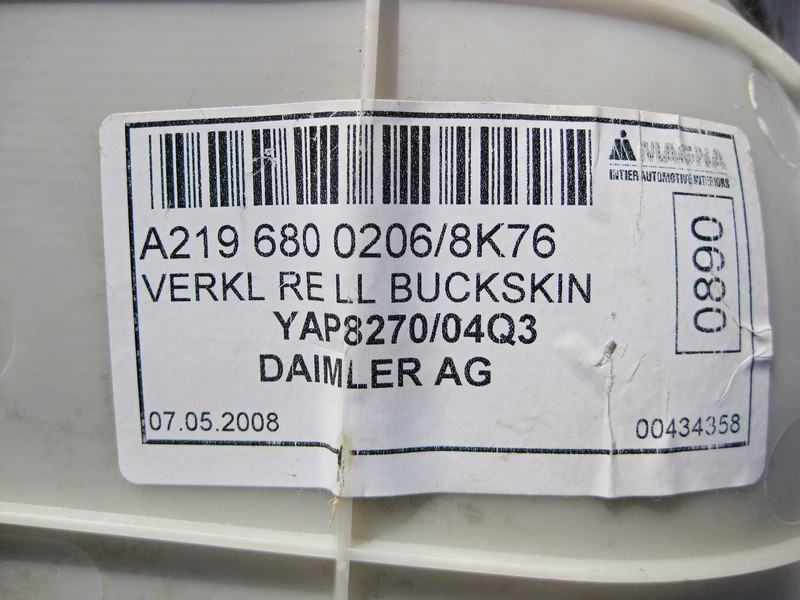 MAGNA
INTIER AUTOMOTIVE INTERIORS
A219 680 0206/8K76
VERKL RE LL BUCKSKIN
YAP8270/04Q3
DAIMLER AG
0890
07.05.2008
00434358